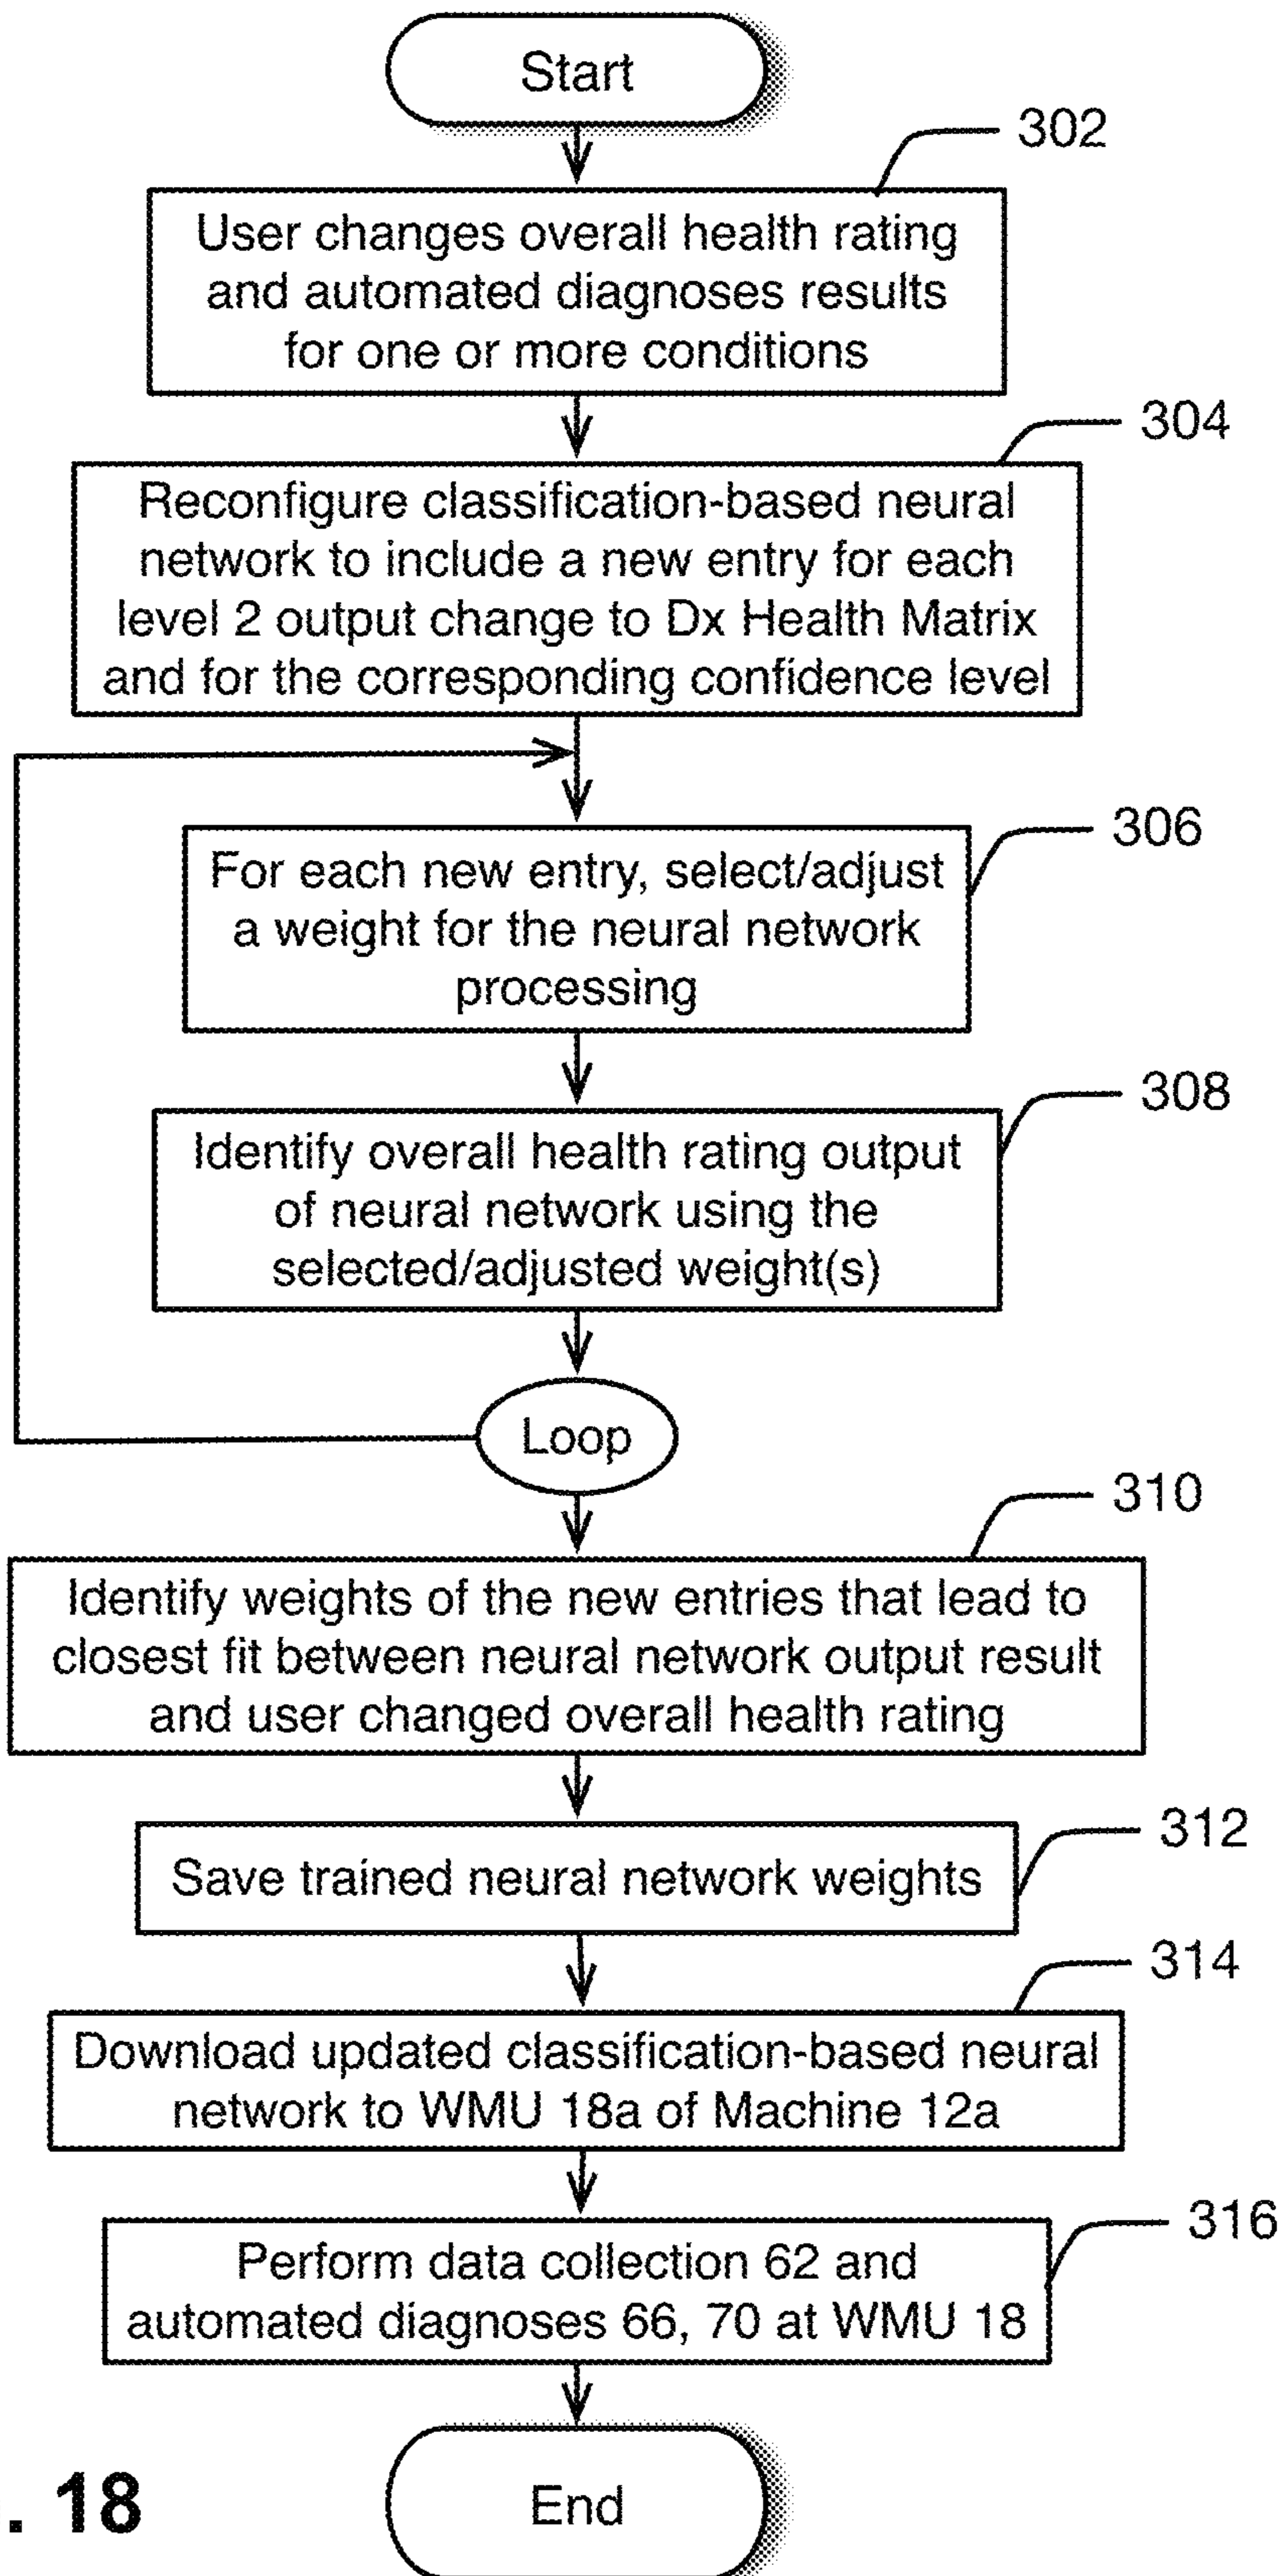 Start
302
User changes overall health rating
and automated diagnoses results
for one or more conditions
304
Reconfigure classification-based neural
network to include a new entry for each
level 2 output change to Dx Health Matrix
and for the corresponding confidence level
306
For each new entry, select/adjust
a weight for the neural network
processing
308
Identify overall health rating output
of neural network using the
selected/adjusted weight(s)
Loop
310
Identify weights of the new entries that lead to
closest fit between neural network output result
and user changed overall health rating
312
Save trained neural network weights
314
Download updated classification-based neural
network to WMU 18a of Machine 12a
316
Perform data collection 62 and
automated diagnoses 66, 70 at WMU 18
End
. 18